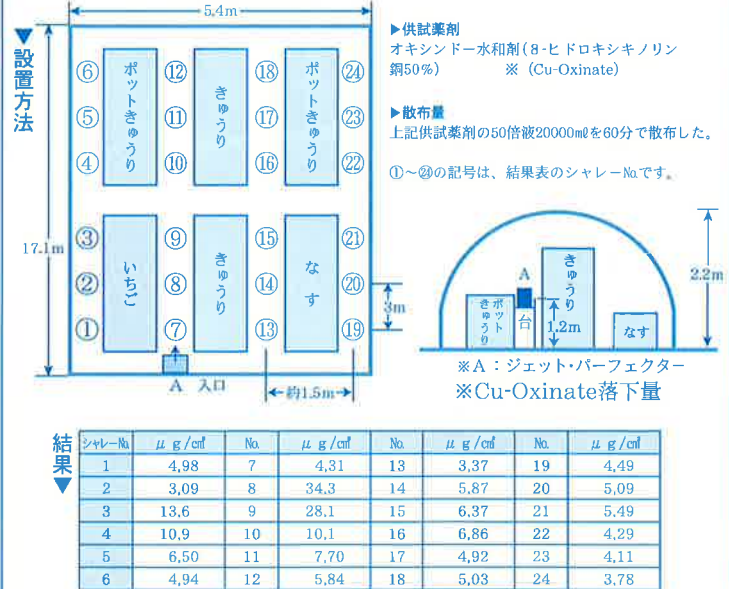 ▼設置方法
5.4m
17.1m
⑥ ポットきゅうり ⑫ きゅうり ⑱ ポットきゅうり ㉔
⑤ ⑪ ⑰ ㉓
④ ⑩ ⑯ ㉒
③ いちご ⑨ きゅうり ⑮ なす ㉑
② ⑧ ⑭ ⑳
① ⑦ ⑬ ⑲
3m
A 入口
約1.5m
▶供試薬剤
オキシンドー水和剤(8-ヒドロキシキノリン
銅50%) ※ (Cu-Oxinate)
▶散布量
上記供試薬剤の50倍液20000mℓを60分で散布した。
①~㉔の記号は、結果表のシャレーNo.です。
2.2m
A
きゅうり
ポットきゅうり
台
1.2m
なす
※A:ジェット・パーフェクター
※Cu-Oxinate落下量
結果▼
シャレーNo. μg/c㎡ No. μg/c㎡ No. μg/c㎡ No. μg/c㎡
1 4,98 7 4,31 13 3,37 19 4,49
2 3,09 8 34.3 14 5,87 20 5,09
3 13,6 9 28,1 15 6,37 21 5,49
4 10,9 10 10,1 16 6,86 22 4,29
5 6,50 11 7,70 17 4,92 23 4,11
6 4,94 12 5,84 18 5,03 24 3,78